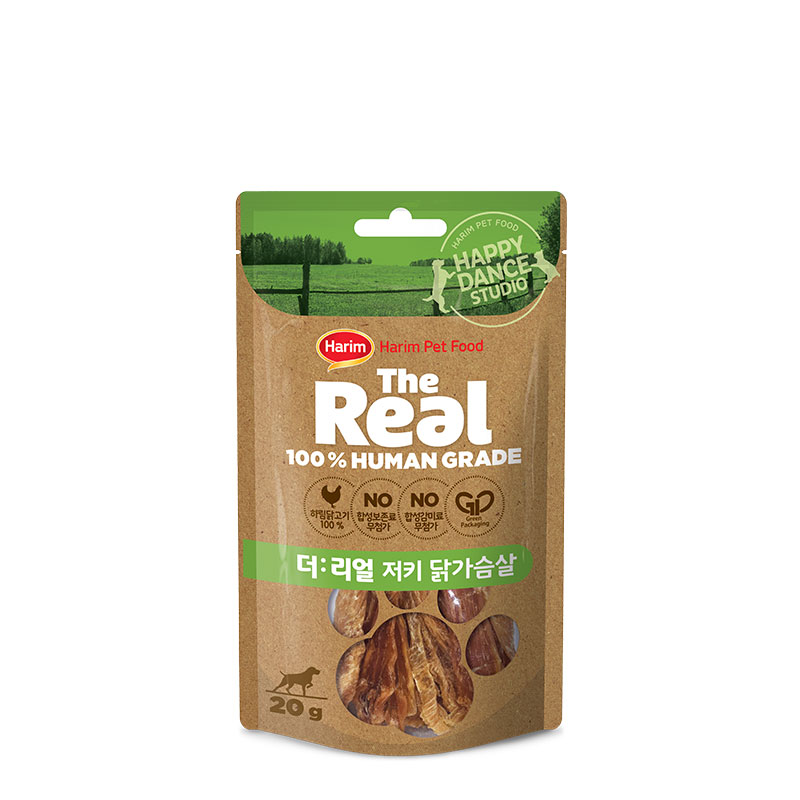 HARIM PET FOOD
HAPPY
DANCE
STUDIO
Harim
Harim Pet Food
The
Real
100% HUMAN GRADE
하림닭고기
100%
NO
합성보존료
무첨가
NO
합성감미료
무첨가
GP
Green
Packaging
더:리얼 저키 닭가슴살
20 g